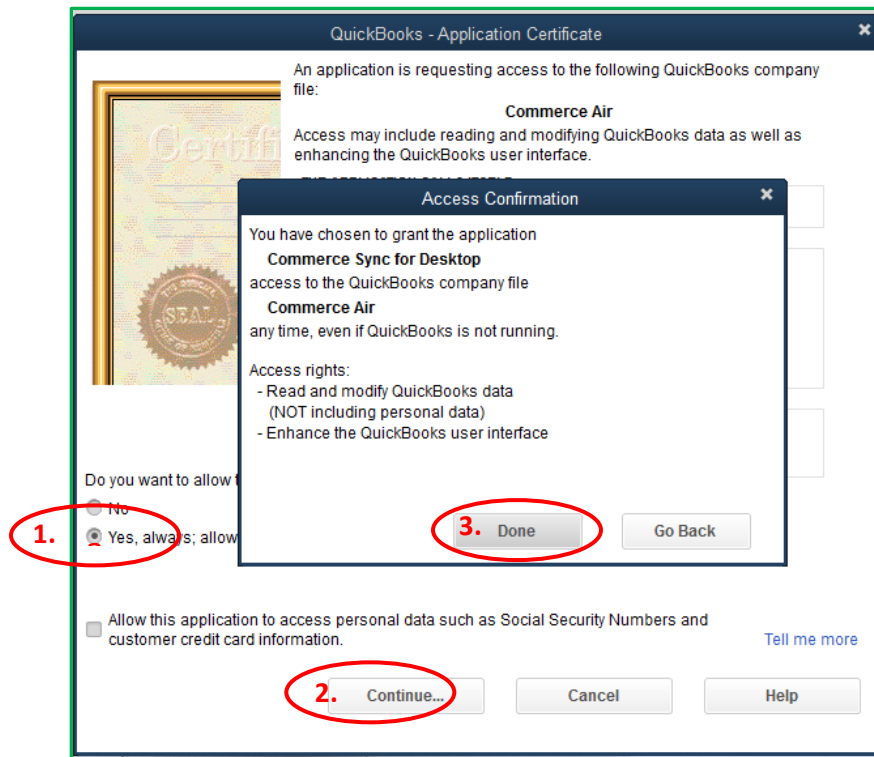 QuickBooks - Application Certificate
An application is requesting access to the following QuickBooks company
file:
Commerce Air
Access may include reading and modifying QuickBooks data as well as
enhancing the QuickBooks user interface.
Access Confirmation
You have chosen to grant the application
Commerce Sync for Desktop
access to the QuickBooks company file
Commerce Air
any time, even if QuickBooks is not running.
Access rights:
- Read and modify QuickBooks data
(NOT including personal data)
- Enhance the QuickBooks user interface
3. Done
Go Back
SEAL
Do you want to allow
No
1. Yes, always; allow
Allow this application to access personal data such as Social Security Numbers and
customer credit card information.
Tell me more
2. Continue...
Cancel
Help